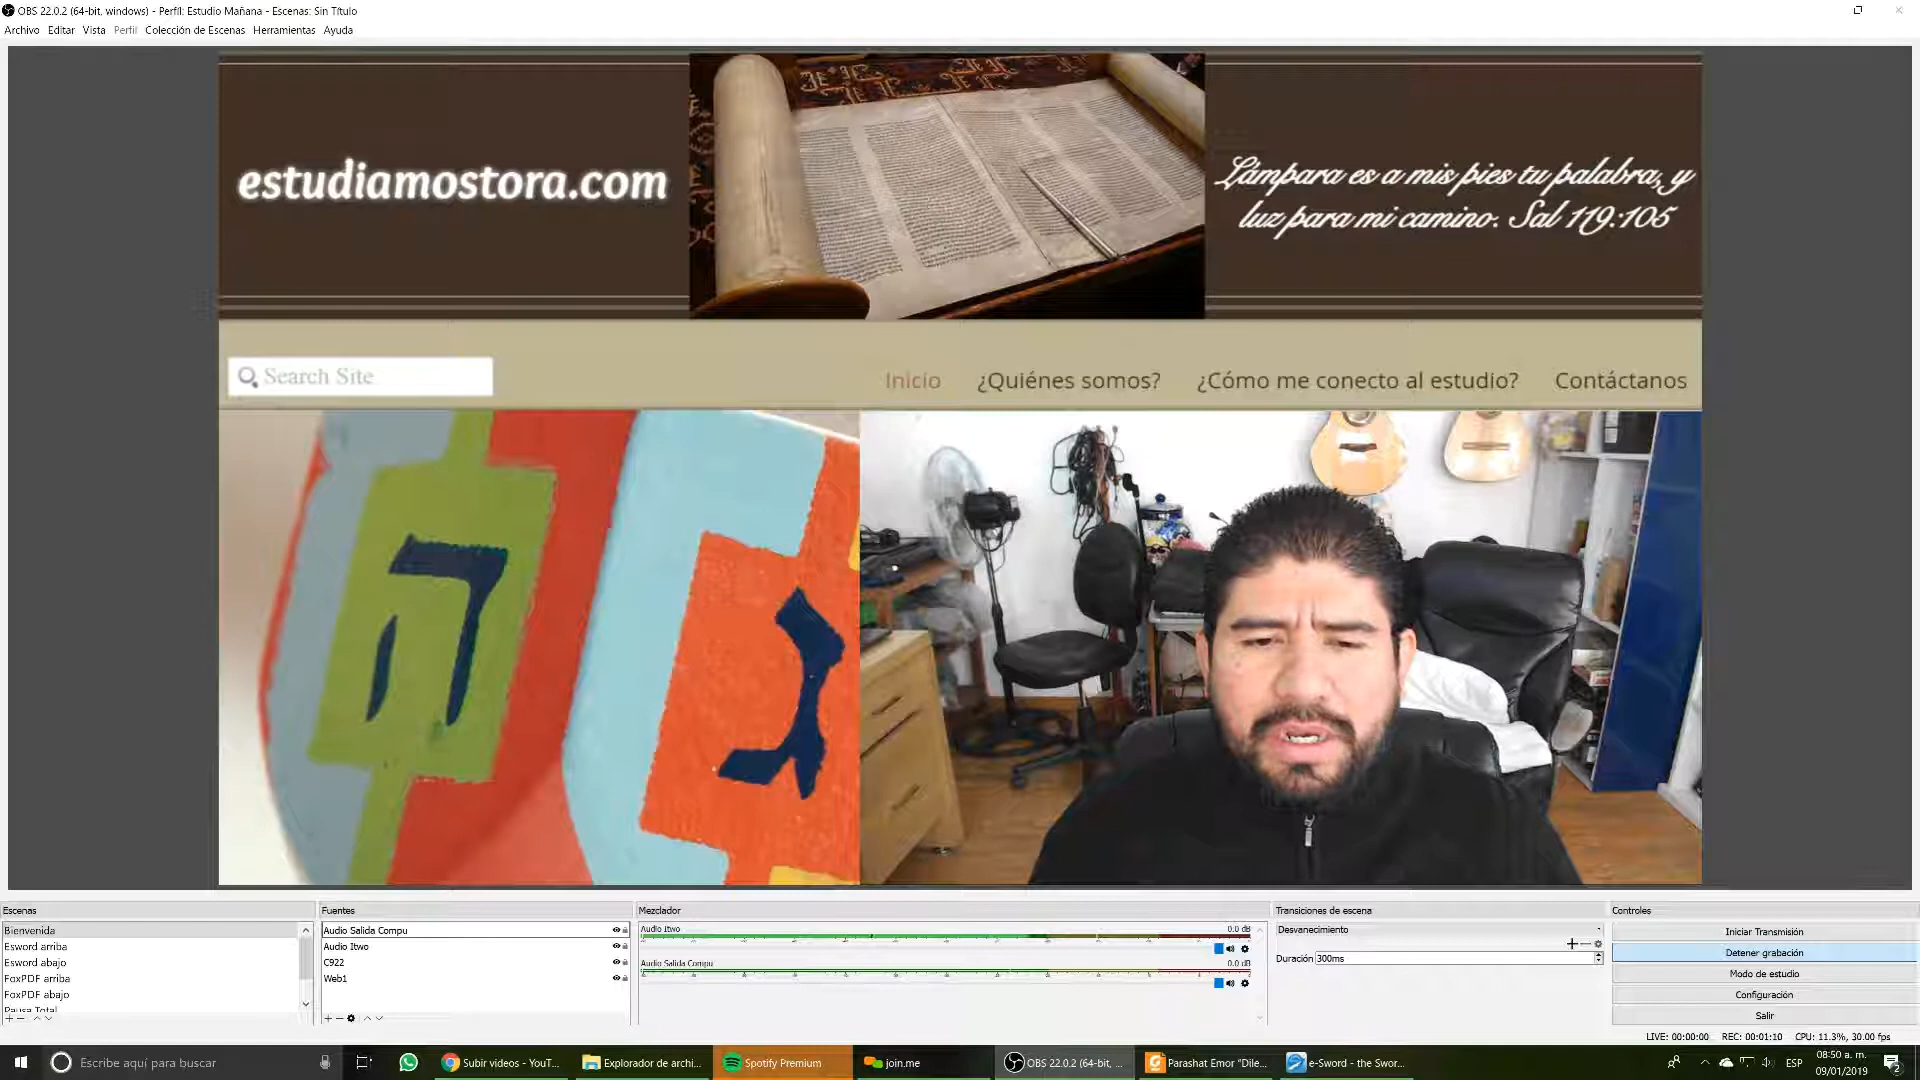 OBS 22.0.2 (64-bit, windows) - Perfil: Estudio Mañana - Escenas: Sin Título
Archivo Editar Vista Perfil Colección de Escenas Herramientas Ayuda
estudiamostora.com
Lámpara es a mis pies tu palabra, y
luz para mi camino. Sal 119:105
Search Site
Inicio ¿Quiénes somos? ¿Cómo me conecto al estudio? Contáctanos
ה
ג
Escenas
Bienvenida
Esword arriba
Esword abajo
FoxPDF arriba
FoxPDF abajo
Pausa Total
Fuentes
Audio Salida Compu
Audio Itwo
C922
Web1
Mezclador
Audio Itwo 0.0 dB
Audio Salida Compu 0.0 dB
Transiciones de escena
Desvanecimiento
Duración 300ms
Controles
Iniciar Transmisión
Detener grabación
Modo de estudio
Configuración
Salir
LIVE: 00:00:00 REC: 00:01:10 CPU: 11.3%, 30.00 fps
Escribe aquí para buscar
Subir videos - YouT...
Explorador de archi...
Spotify Premium
join.me
OBS 22.0.2 (64-bit, ...
Parashat Emor "Dile...
e-Sword - the Swor...
ESP
08:50 a. m.
09/01/2019
2